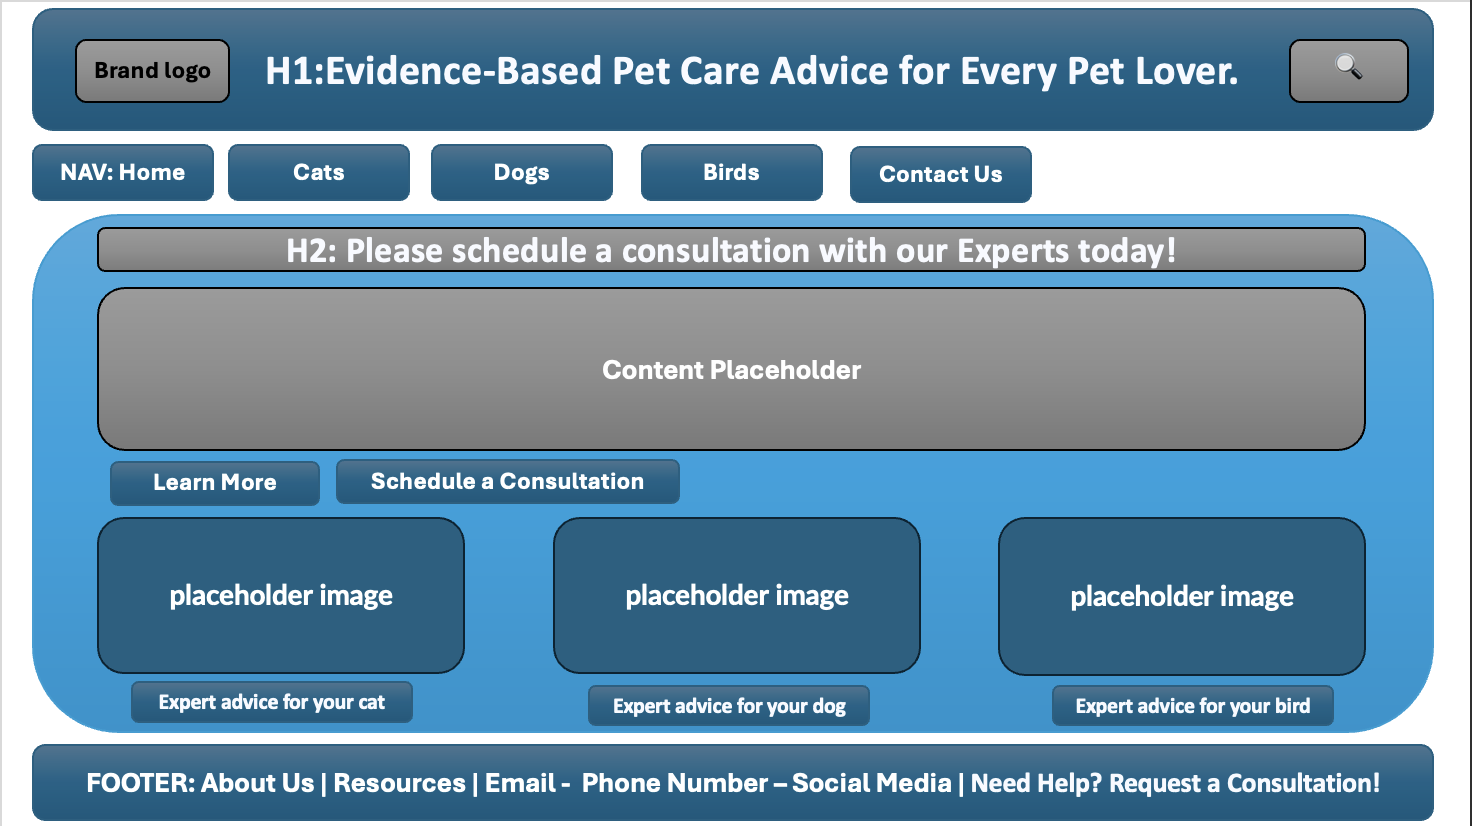 Brand logo
H1:Evidence-Based Pet Care Advice for Every Pet Lover.
NAV: Home
Cats
Dogs
Birds
Contact Us
H2: Please schedule a consultation with our Experts today!
Content Placeholder
Learn More
Schedule a Consultation
placeholder image
placeholder image
placeholder image
Expert advice for your cat
Expert advice for your dog
Expert advice for your bird
FOOTER: About Us | Resources | Email -  Phone Number – Social Media | Need Help? Request a Consultation!